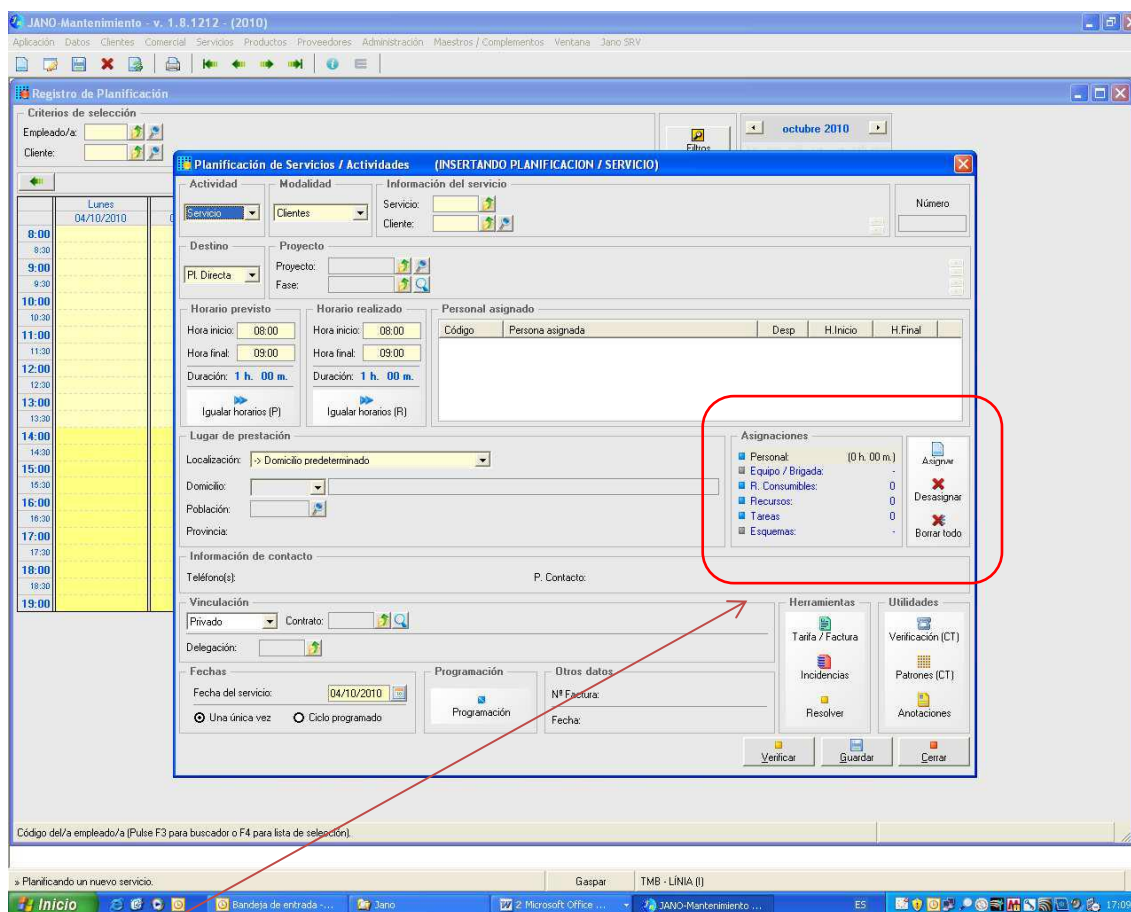 JANO-Mantenimiento - v. 1.8.1212 - (2010)
Aplicación Datos Clientes Comercial Servicios Productos Proveedores Administración Maestros / Complementos Ventana Jano SRV
Registro de Planificación
Criterios de selección
Empleado/a:
Cliente:
Filtros
octubre 2010
Lunes
04/10/2010
8:00
8:30
9:00
9:30
10:00
10:30
11:00
11:30
12:00
12:30
13:00
13:30
14:00
14:30
15:00
15:30
16:00
16:30
17:00
17:30
18:00
18:30
19:00
Planificación de Servicios / Actividades (INSERTANDO PLANIFICACION / SERVICIO)
Actividad Modalidad Información del servicio
Servicio Clientes Servicio: Número
Cliente:
Destino Proyecto
Pl. Directa Proyecto:
Fase:
Horario previsto Horario realizado Personal asignado
Hora inicio: 08:00 Hora inicio: 08:00 Código Persona asignada Desp H.Inicio H.Final
Hora final: 09:00 Hora final: 09:00
Duración: 1 h. 00 m. Duración: 1 h. 00 m.
Igualar horarios (P) Igualar horarios (R)
Lugar de prestación Asignaciones
Localización: -> Domicilio predeterminado Personal: (0 h. 00 m.) Asignar
Equipo / Brigada: -
Domicilio: R. Consumibles: 0 Desasignar
Población: Recursos: 0
Tareas 0
Provincia: Esquemas: - Borrar todo
Información de contacto
Teléfono(s): P. Contacto:
Vinculación Herramientas Utilidades
Privado Contrato: Tarifa / Factura Verificación (CT)
Delegación:
Fechas Programación Otros datos Incidencias Patrones (CT)
Fecha del servicio: 04/10/2010 Nª Factura:
Una única vez Ciclo programado Programación Fecha: Resolver Anotaciones
Verificar Guardar Cerrar
Código del/a empleado/a (Pulse F3 para buscador o F4 para lista de selección).
» Planificando un nuevo servicio. Gaspar TMB - LÍNIA (I)
Inicio Bandeja de entrada -... Jano 2 Microsoft Office ... JANO-Mantenimiento ... ES 17:09